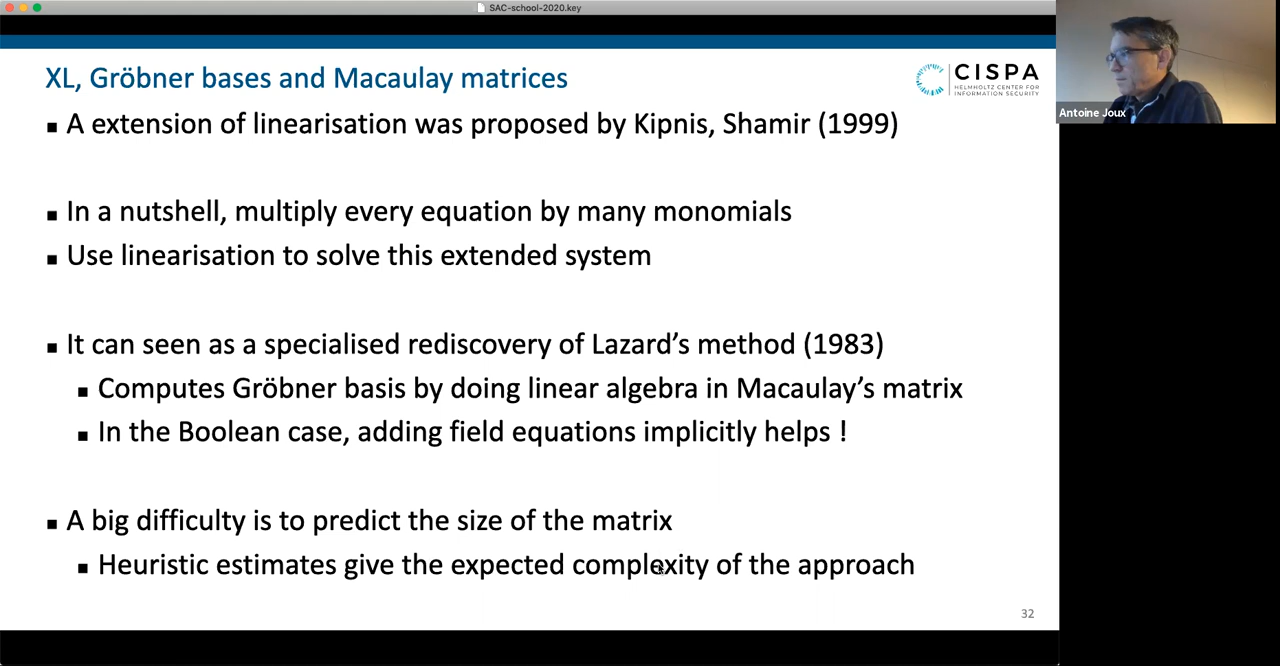 SAC-school-2020.key
XL, Gröbner bases and Macaulay matrices
CISPA
HELMHOLTZ CENTER FOR
INFORMATION SECURITY
▪ A extension of linearisation was proposed by Kipnis, Shamir (1999)
▪ In a nutshell, multiply every equation by many monomials
▪ Use linearisation to solve this extended system
▪ It can seen as a specialised rediscovery of Lazard’s method (1983)
▪ Computes Gröbner basis by doing linear algebra in Macaulay’s matrix
▪ In the Boolean case, adding field equations implicitly helps !
▪ A big difficulty is to predict the size of the matrix
▪ Heuristic estimates give the expected complexity of the approach
32
Antoine Joux